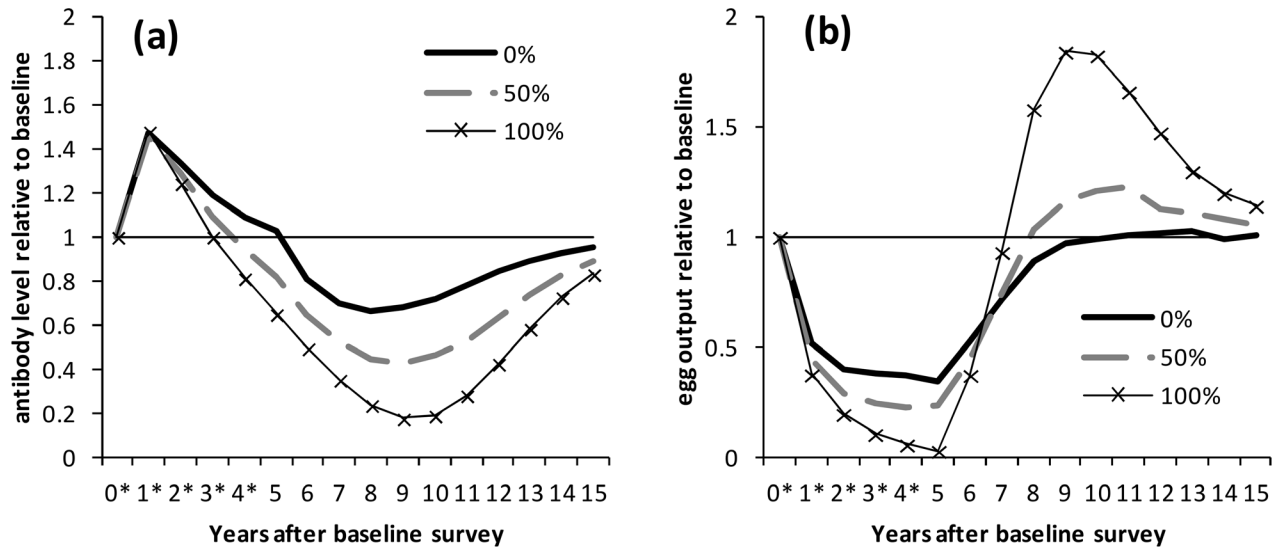 (a)
antibody level relative to baseline
2
1.8
1.6
1.4
1.2
1
0.8
0.6
0.4
0.2
0
0%
50%
100%
0* 1* 2* 3* 4* 5 6 7 8 9 10 11 12 13 14 15
Years after baseline survey
(b)
egg output relative to baseline
2
1.5
1
0.5
0
0%
50%
100%
0* 1* 2* 3* 4* 5 6 7 8 9 10 11 12 13 14 15
Years after baseline survey